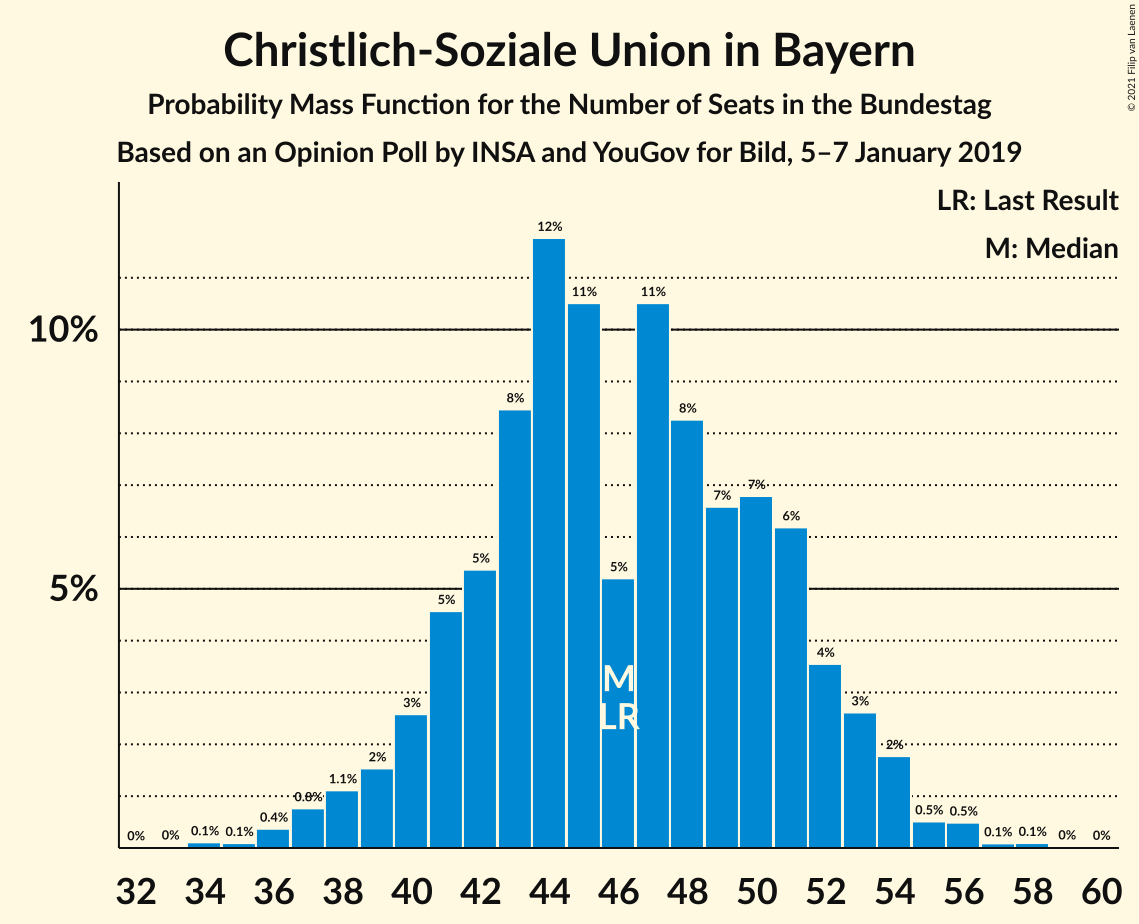 Christlich-Soziale Union in Bayern
Probability Mass Function for the Number of Seats in the Bundestag
Based on an Opinion Poll by INSA and YouGov for Bild, 5–7 January 2019
© 2021 Filip van Laenen
LR: Last Result
M: Median
10%
5%
0% 0% 0.1% 0.1% 0.4% 0.8% 1.1% 2% 3% 5% 5% 8% 12% 11% 5% 11% 8% 7% 7% 6% 4% 3% 2% 0.5% 0.5% 0.1% 0.1% 0% 0%
M
LR
32 34 36 38 40 42 44 46 48 50 52 54 56 58 60